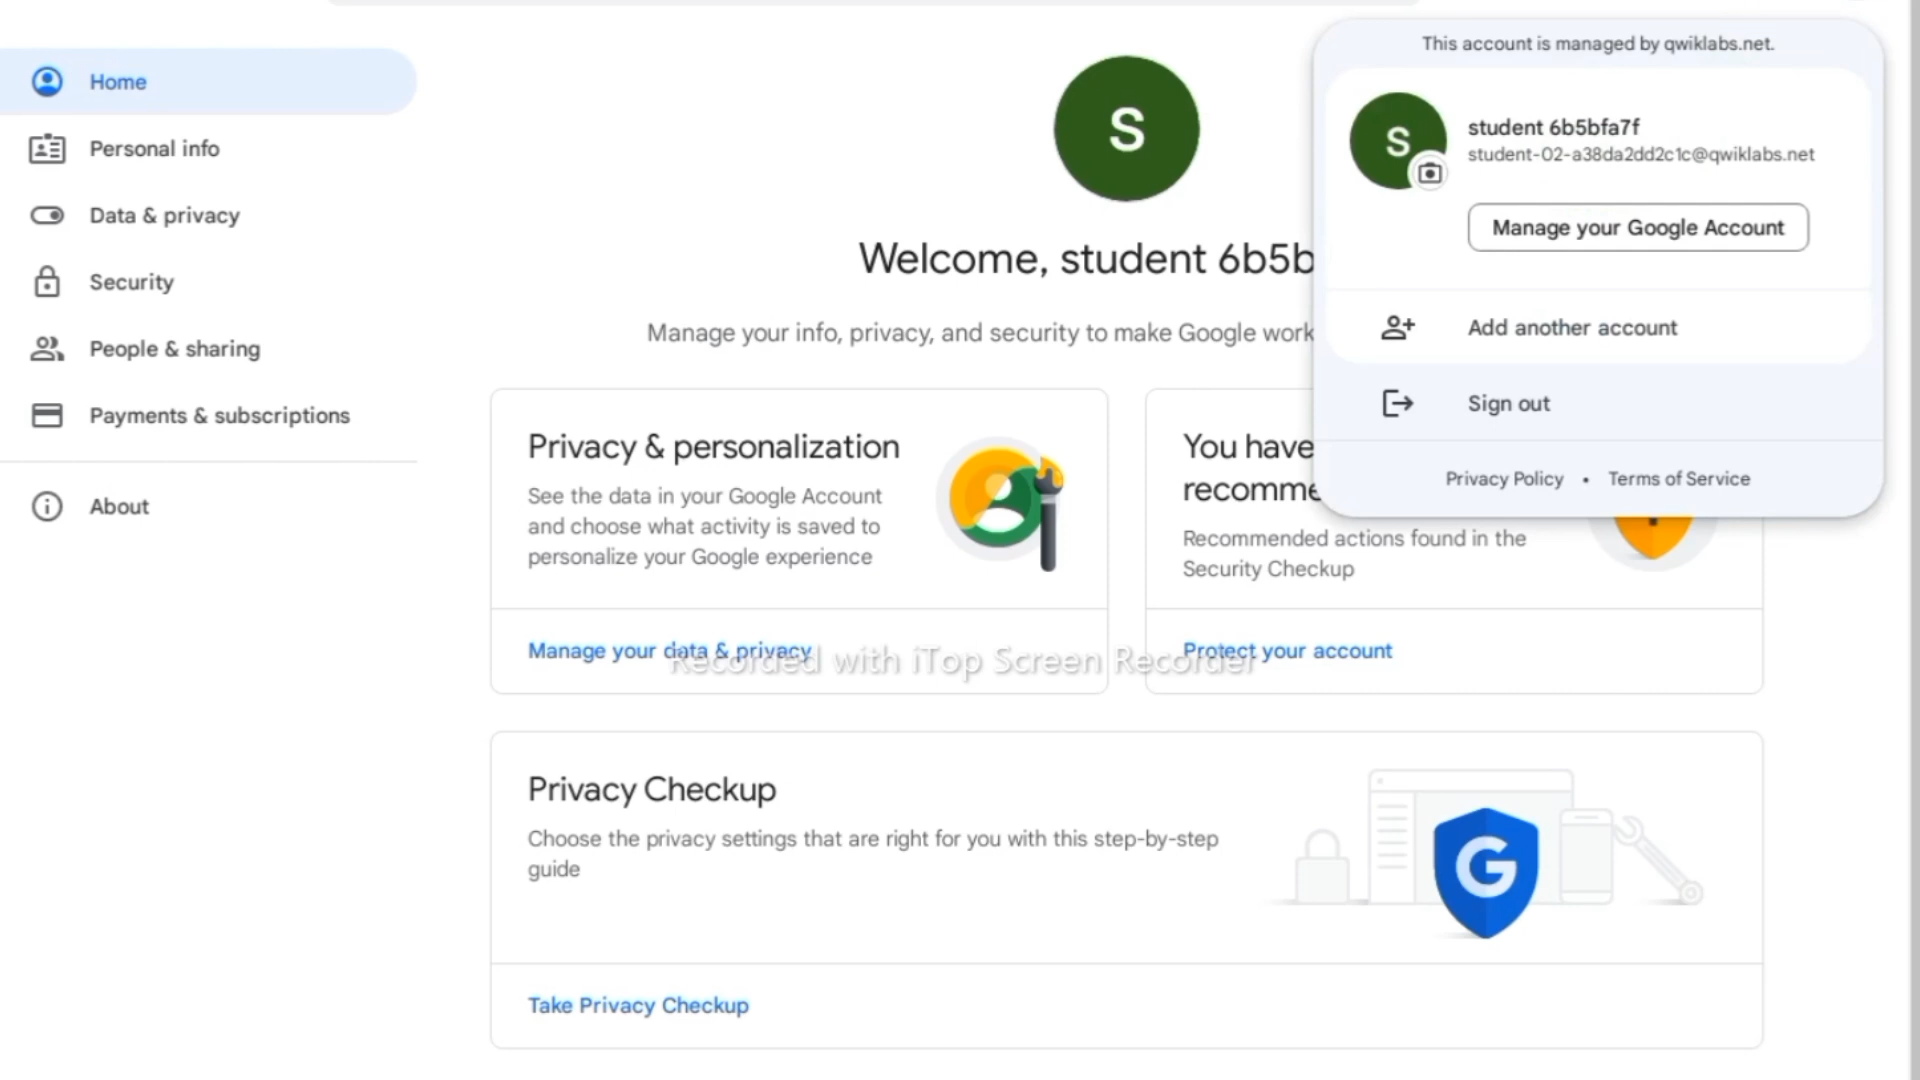 Home
Personal info
Data & privacy
Security
People & sharing
Payments & subscriptions
About
S
Welcome, student 6b5b
Manage your info, privacy, and security to make Google work
Privacy & personalization
See the data in your Google Account
and choose what activity is saved to
personalize your Google experience
Manage your data & privacy
You have
recomme
Recommended actions found in the
Security Checkup
Protect your account
Recorded with iTop Screen Recorder
Privacy Checkup
Choose the privacy settings that are right for you with this step-by-step
guide
G
Take Privacy Checkup
This account is managed by qwiklabs.net.
S
student 6b5bfa7f
student-02-a38da2dd2c1c@qwiklabs.net
Manage your Google Account
Add another account
Sign out
Privacy Policy • Terms of Service